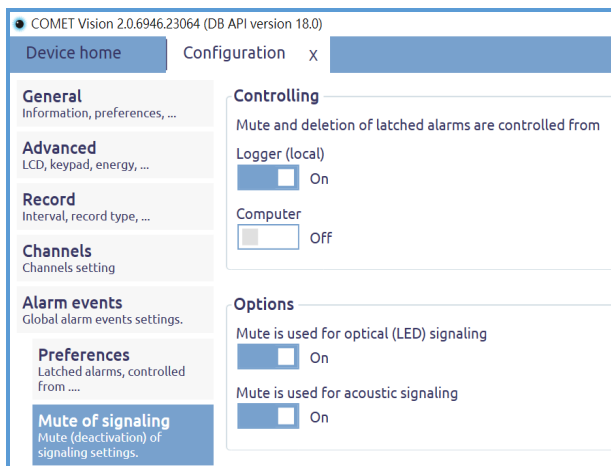 COMET Vision 2.0.6946.23064 (DB API version 18.0)
Device home
Configuration x
General
Information, preferences, ...
Advanced
LCD, keypad, energy, ...
Record
Interval, record type, ...
Channels
Channels setting
Alarm events
Global alarm events settings.
Preferences
Latched alarms, controlled
from ....
Mute of signaling
Mute (deactivation) of
signaling settings.
Controlling
Mute and deletion of latched alarms are controlled from
Logger (local)
On
Computer
Off
Options
Mute is used for optical (LED) signaling
On
Mute is used for acoustic signaling
On